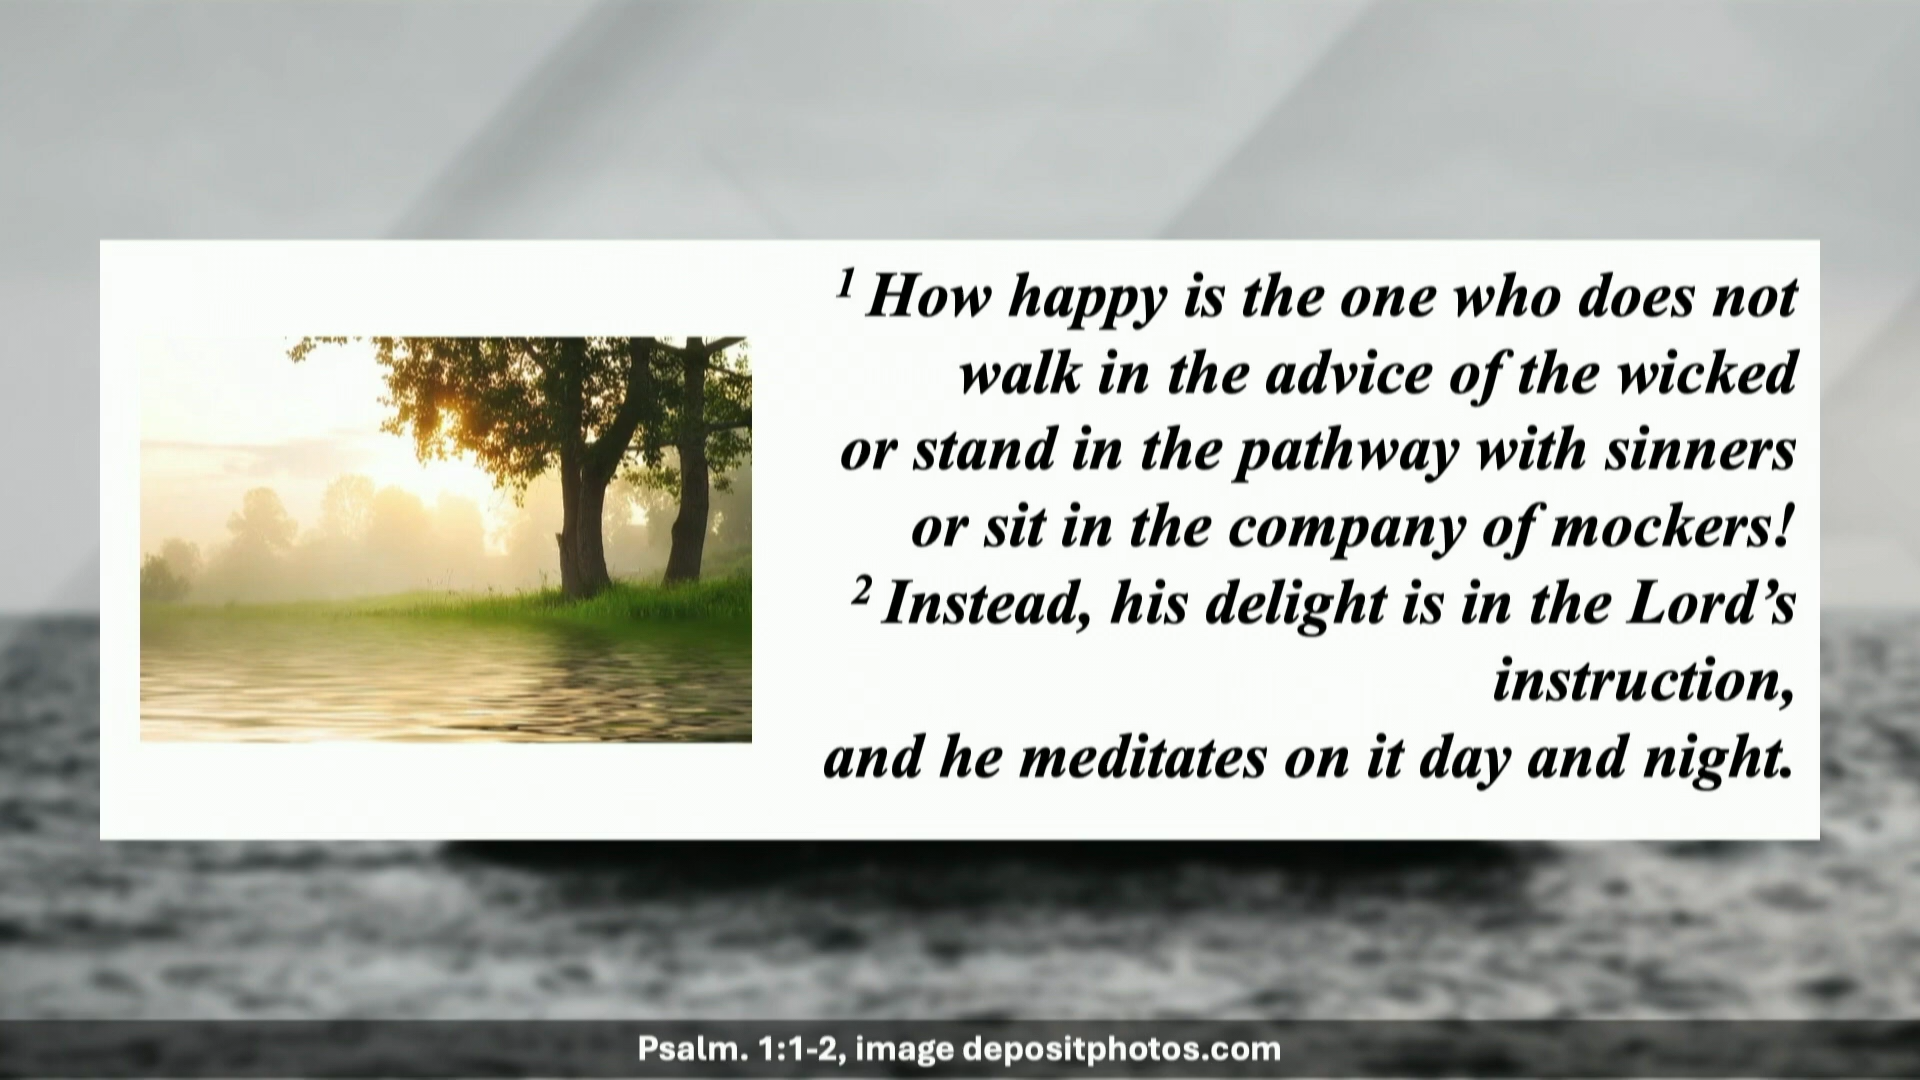 1 How happy is the one who does not
walk in the advice of the wicked
or stand in the pathway with sinners
or sit in the company of mockers!
2 Instead, his delight is in the Lord’s
instruction,
and he meditates on it day and night.
Psalm. 1:1-2, image depositphotos.com